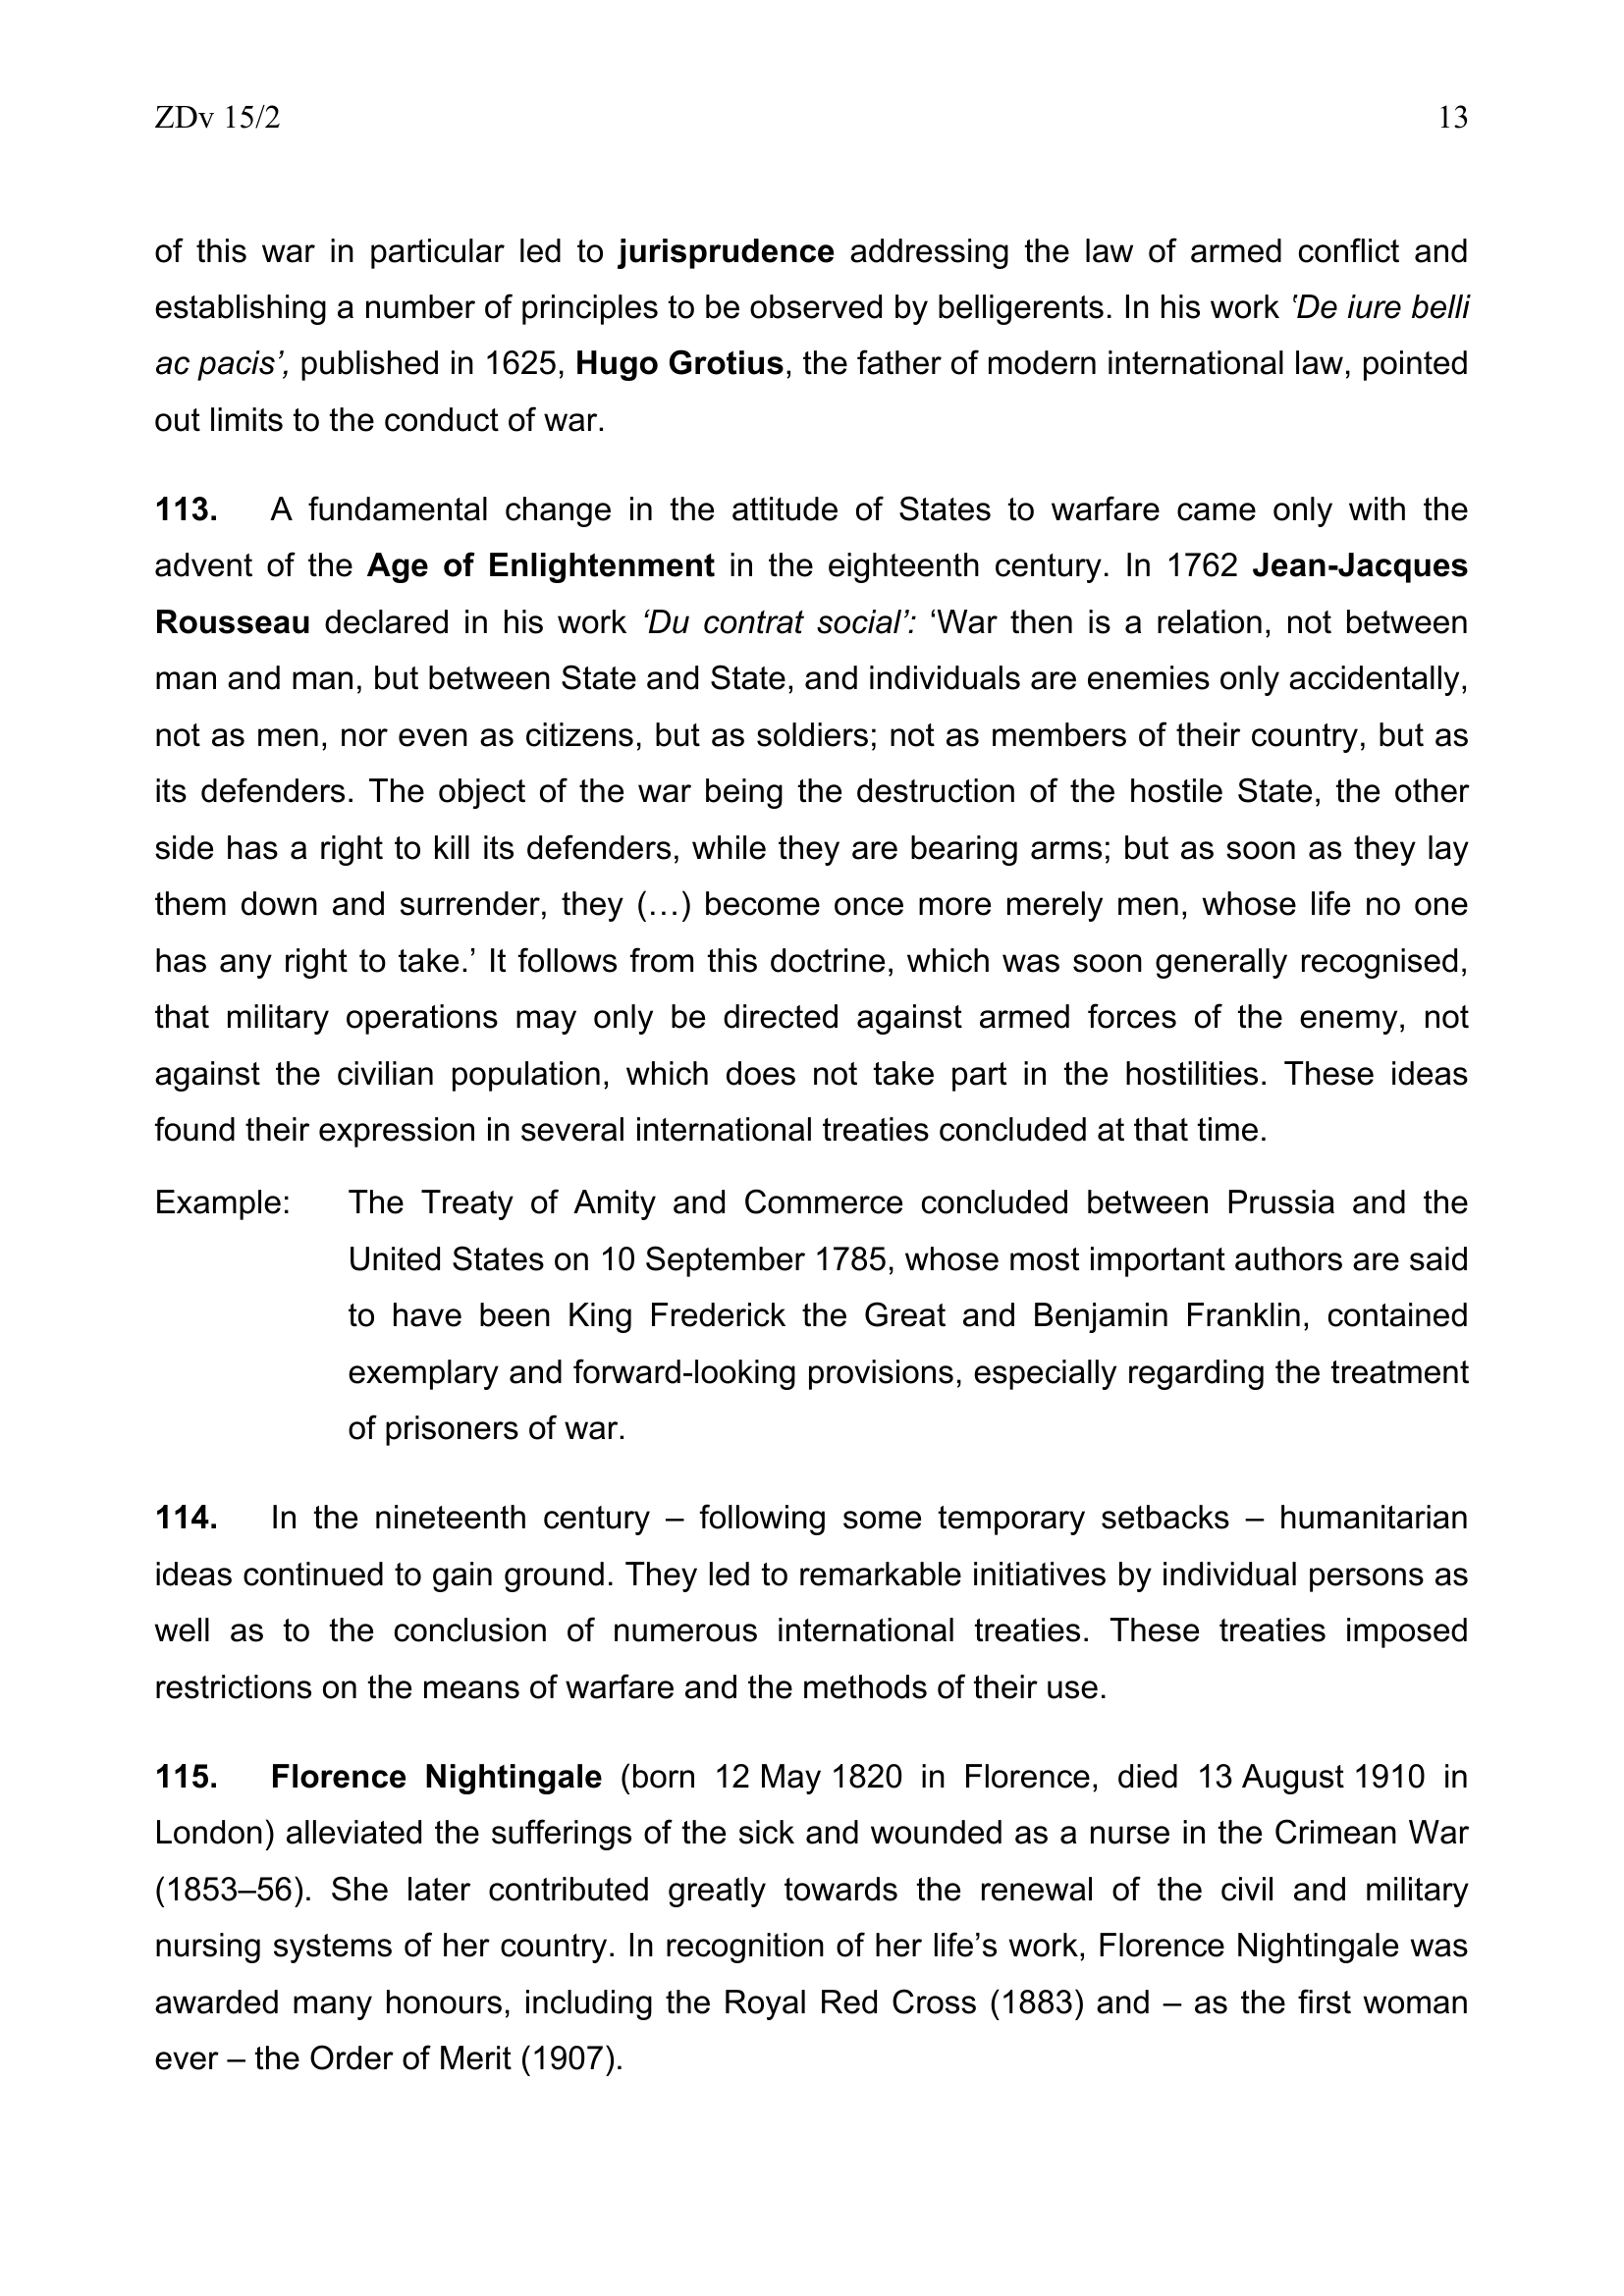 ZDv 15/2 13
of this war in particular led to jurisprudence addressing the law of armed conflict and
establishing a number of principles to be observed by belligerents. In his work ‘De iure belli
ac pacis’, published in 1625, Hugo Grotius, the father of modern international law, pointed
out limits to the conduct of war.
113. A fundamental change in the attitude of States to warfare came only with the
advent of the Age of Enlightenment in the eighteenth century. In 1762 Jean-Jacques
Rousseau declared in his work ‘Du contrat social’: ‘War then is a relation, not between
man and man, but between State and State, and individuals are enemies only accidentally,
not as men, nor even as citizens, but as soldiers; not as members of their country, but as
its defenders. The object of the war being the destruction of the hostile State, the other
side has a right to kill its defenders, while they are bearing arms; but as soon as they lay
them down and surrender, they (…) become once more merely men, whose life no one
has any right to take.’ It follows from this doctrine, which was soon generally recognised,
that military operations may only be directed against armed forces of the enemy, not
against the civilian population, which does not take part in the hostilities. These ideas
found their expression in several international treaties concluded at that time.
Example: The Treaty of Amity and Commerce concluded between Prussia and the
United States on 10 September 1785, whose most important authors are said
to have been King Frederick the Great and Benjamin Franklin, contained
exemplary and forward-looking provisions, especially regarding the treatment
of prisoners of war.
114. In the nineteenth century – following some temporary setbacks – humanitarian
ideas continued to gain ground. They led to remarkable initiatives by individual persons as
well as to the conclusion of numerous international treaties. These treaties imposed
restrictions on the means of warfare and the methods of their use.
115. Florence Nightingale (born 12 May 1820 in Florence, died 13 August 1910 in
London) alleviated the sufferings of the sick and wounded as a nurse in the Crimean War
(1853–56). She later contributed greatly towards the renewal of the civil and military
nursing systems of her country. In recognition of her life’s work, Florence Nightingale was
awarded many honours, including the Royal Red Cross (1883) and – as the first woman
ever – the Order of Merit (1907).